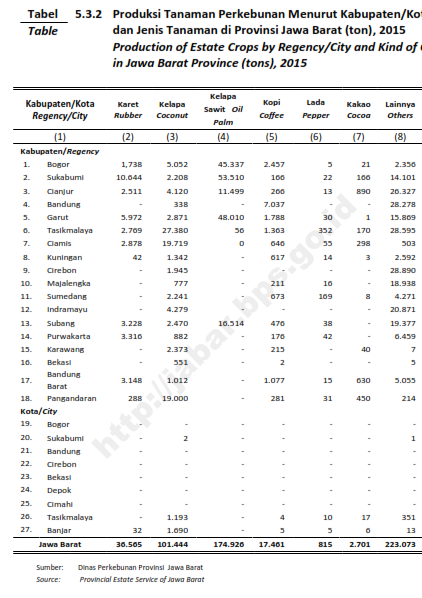 Tabel 5.3.2 Produksi Tanaman Perkebunan Menurut Kabupaten/Kot
Table dan Jenis Tanaman di Provinsi Jawa Barat (ton), 2015
Production of Estate Crops by Regency/City and Kind of
in Jawa Barat Province (tons), 2015
Kabupaten/Kota Regency/City Karet Rubber Kelapa Coconut Kelapa Sawit Oil Palm Kopi Coffee Lada Pepper Kakao Cocoa Lainnya Others
(1) (2) (3) (4) (5) (6) (7) (8)
Kabupaten/Regency
1. Bogor 1,738 5.052 45.337 2.457 5 21 2.356
2. Sukabumi 10.644 2.208 53.510 166 22 166 14.101
3. Cianjur 2.511 4.120 11.499 266 13 890 26.327
4. Bandung - 338 - 7.037 - - 28.278
5. Garut 5.972 2.871 48.010 1.788 30 1 15.869
6. Tasikmalaya 2.769 27.380 56 1.363 352 170 28.595
7. Ciamis 2.878 19.719 0 646 55 298 503
8. Kuningan 42 1.342 - 617 14 3 2.592
9. Cirebon - 1.945 - - - - 28.890
10. Majalengka - 777 - 211 16 - 18.938
11. Sumedang - 2.241 - 673 169 8 4.271
12. Indramayu - 4.279 - - - - 20.871
13. Subang 3.228 2.470 16.514 476 38 - 19.377
14. Purwakarta 3.316 882 - 176 42 - 6.459
15. Karawang - 2.373 - 215 - 40 7
16. Bekasi - 551 - 2 - - 5
17. Bandung Barat 3.148 1.012 - 1.077 15 630 5.055
18. Pangandaran 288 19.000 - 281 31 450 214
Kota/City
19. Bogor - - - - - - -
20. Sukabumi - 2 - - - - 1
21. Bandung - - - - - - -
22. Cirebon - - - - - - -
23. Bekasi - - - - - - -
24. Depok - - - - - - -
25. Cimahi - - - - - - -
26. Tasikmalaya - 1.193 - 4 10 17 351
27. Banjar 32 1.690 - 5 5 6 13
Jawa Barat 36.565 101.444 174.926 17.461 815 2.701 223.073
Sumber: Dinas Perkebunan Provinsi Jawa Barat
Source: Provincial Estate Service of Jawa Barat
http://jabar.bps.go.id